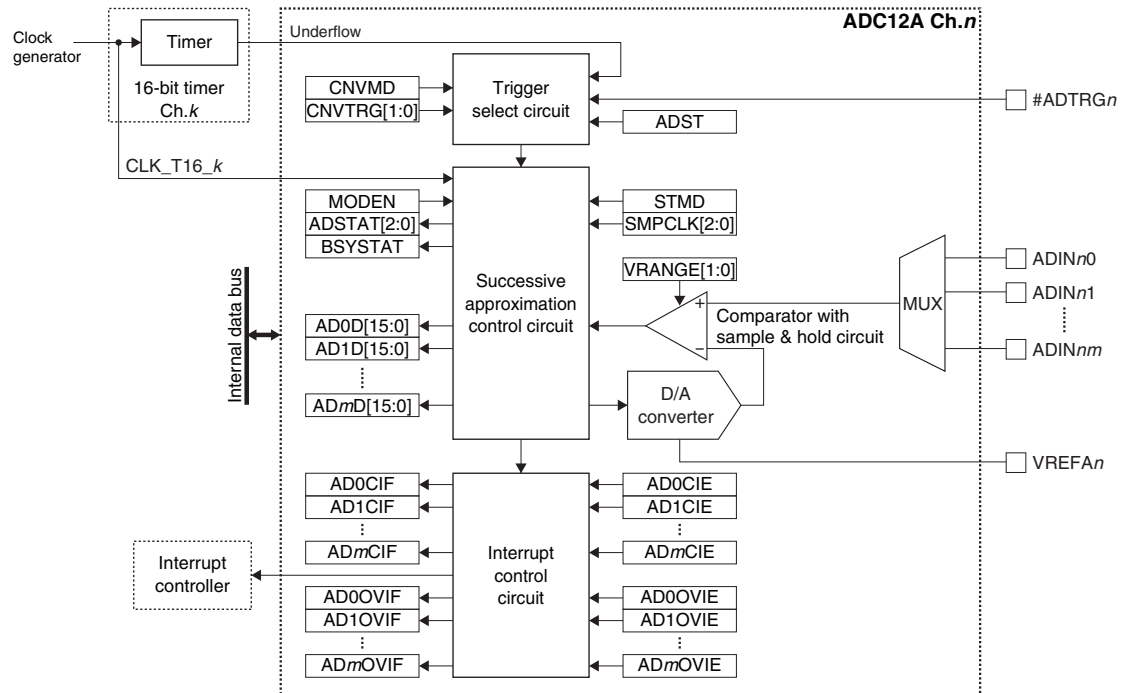 ADC12A Ch.n
Clock generator
Timer
Underflow
16-bit timer
Ch.k
CNVMD
CNVTRG[1:0]
Trigger
select circuit
ADST
#ADTRGn
CLK_T16_k
MODEN
ADSTAT[2:0]
BSYSTAT
STMD
SMPCLK[2:0]
VRANGE[1:0]
Successive
approximation
control circuit
+
−
Comparator with
sample & hold circuit
MUX
ADINn0
ADINn1
ADINnm
Internal data bus
AD0D[15:0]
AD1D[15:0]
ADmD[15:0]
D/A
converter
VREFAn
AD0CIF
AD1CIF
ADmCIF
AD0CIE
AD1CIE
ADmCIE
Interrupt
controller
Interrupt
control
circuit
AD0OVIF
AD1OVIF
ADmOVIF
AD0OVIE
AD1OVIE
ADmOVIE